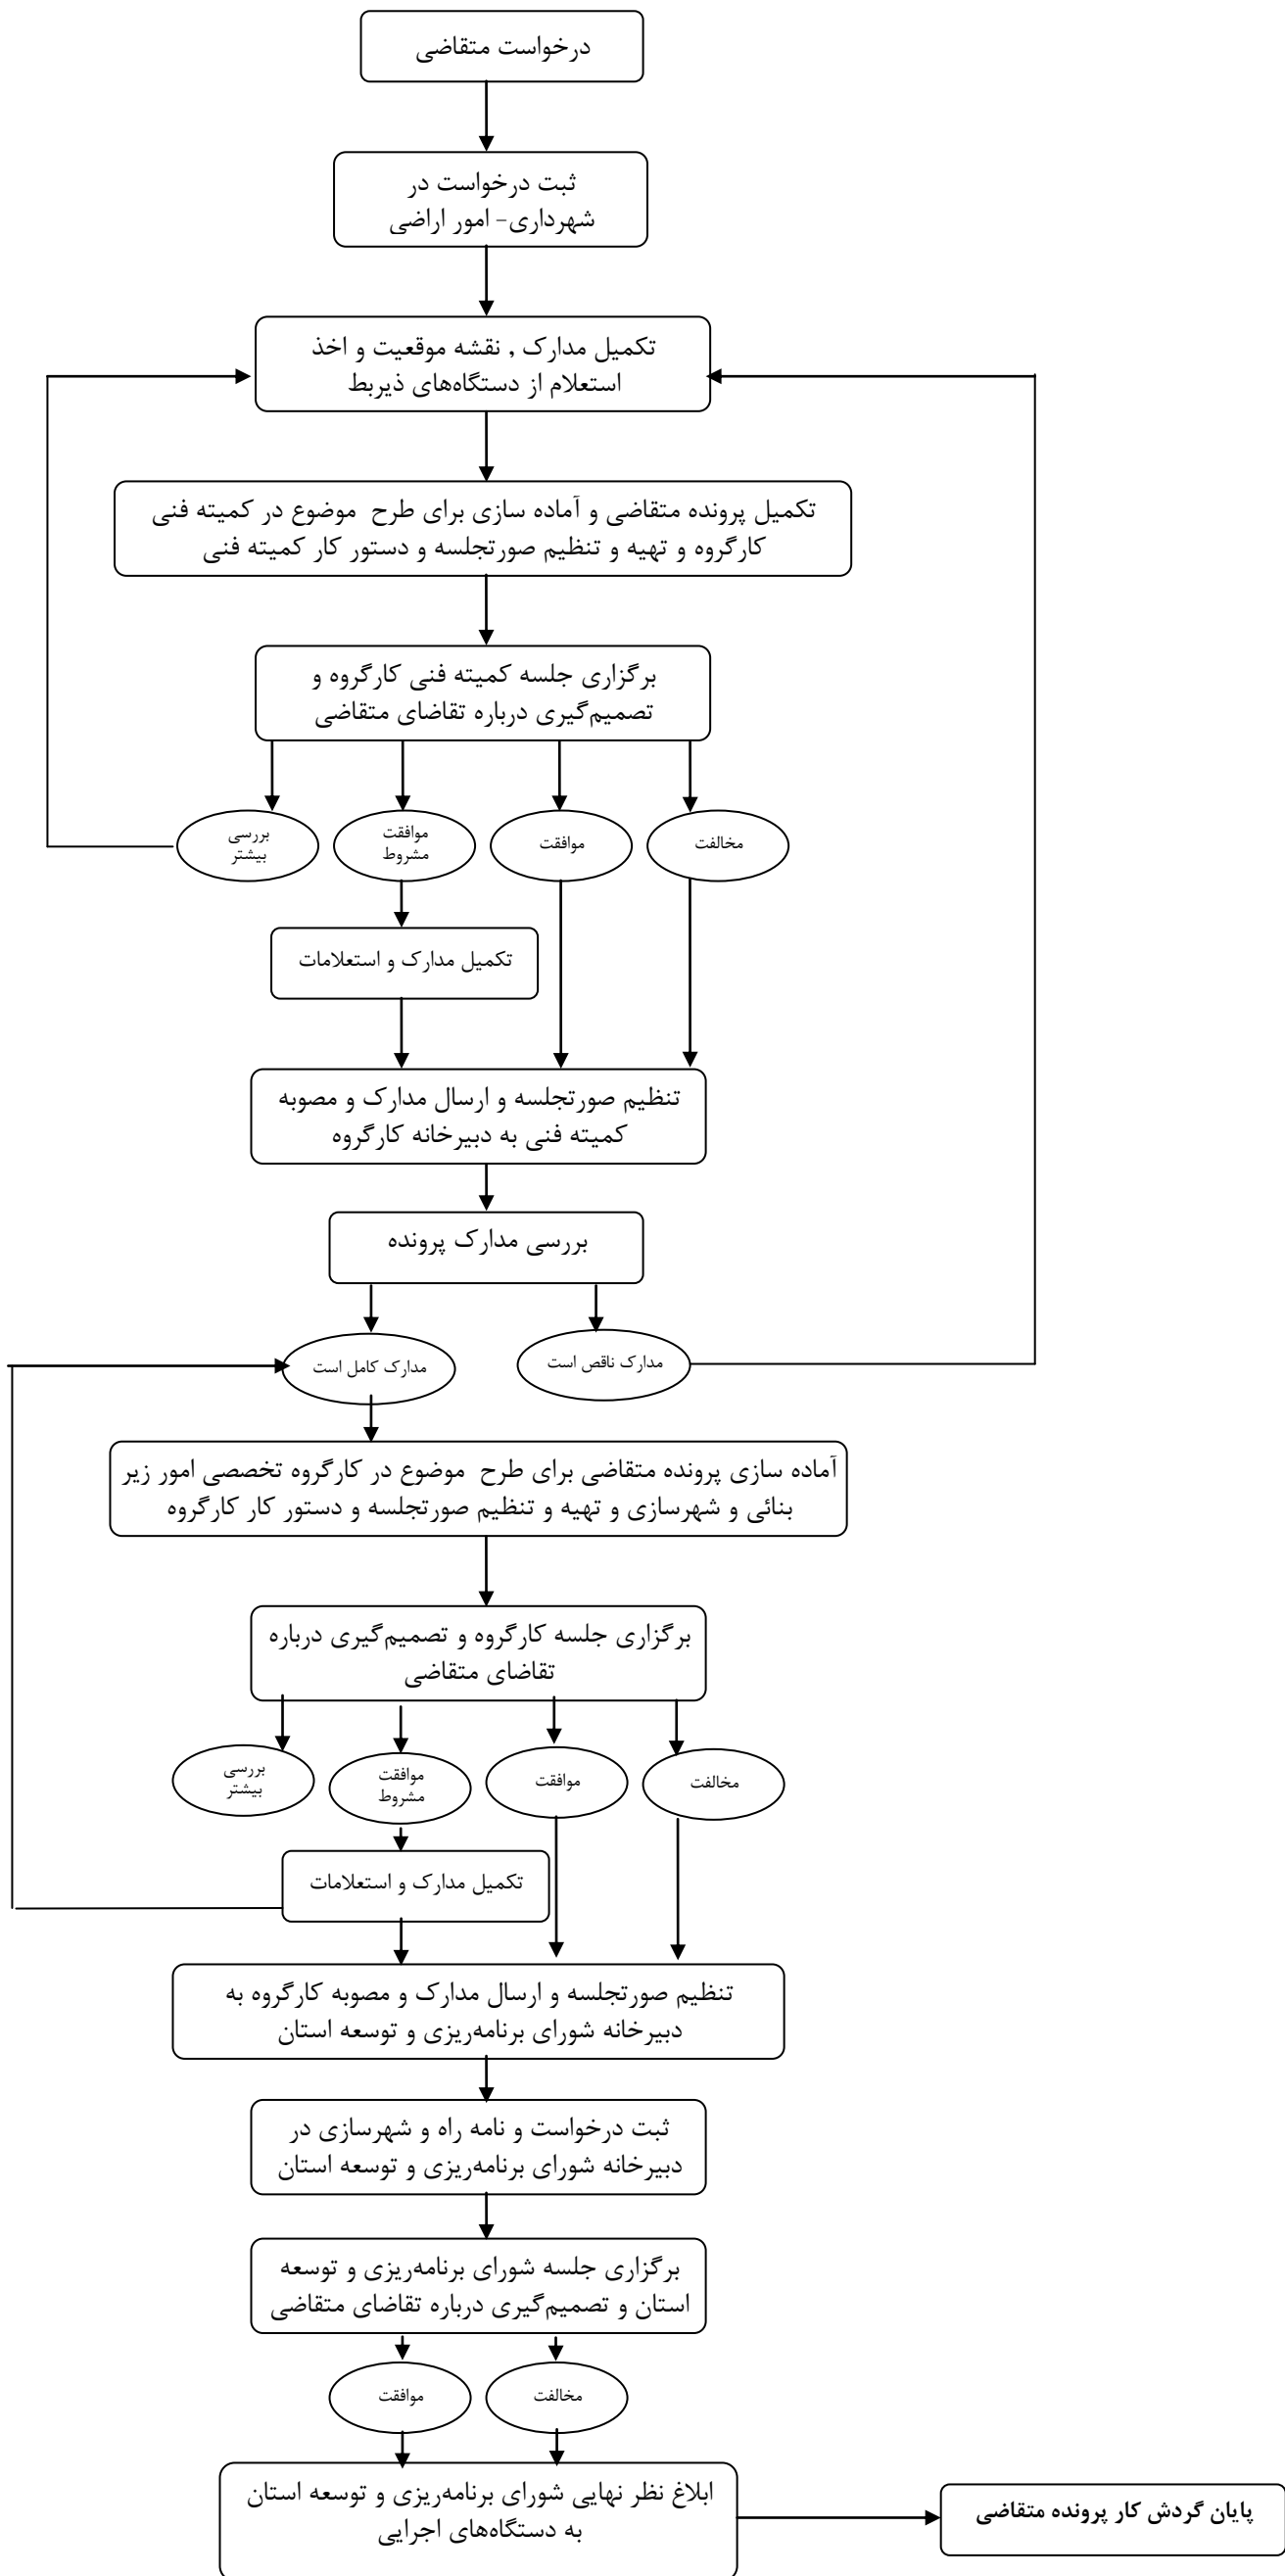 درخواست متقاضی
ثبت درخواست در
شهرداری- امور اراضی
تکمیل مدارک , نقشه موقعیت و اخذ
استعلام از دستگاه‌های ذیربط
تکمیل پرونده متقاضی و آماده سازی برای طرح موضوع در کمیته فنی
کارگروه و تهیه و تنظیم صورتجلسه و دستور کار کمیته فنی
برگزاری جلسه کمیته فنی کارگروه و
تصمیم‌گیری درباره تقاضای متقاضی
مخالفت
موافقت
موافقت
مشروط
بررسی
بیشتر
تکمیل مدارک و استعلامات
تنظیم صورتجلسه و ارسال مدارک و مصوبه
کمیته فنی به دبیرخانه کارگروه
بررسی مدارک پرونده
مدارک ناقص است
مدارک کامل است
آماده سازی پرونده متقاضی برای طرح موضوع در کارگروه تخصصی امور زیر
بنائی و شهرسازی و تهیه و تنظیم صورتجلسه و دستور کار کارگروه
برگزاری جلسه کارگروه و تصمیم‌گیری درباره
تقاضای متقاضی
مخالفت
موافقت
موافقت
مشروط
بررسی
بیشتر
تکمیل مدارک و استعلامات
تنظیم صورتجلسه و ارسال مدارک و مصوبه کارگروه به
دبیرخانه شورای برنامه‌ریزی و توسعه استان
ثبت درخواست و نامه راه و شهرسازی در
دبیرخانه شورای برنامه‌ریزی و توسعه استان
برگزاری جلسه شورای برنامه‌ریزی و توسعه
استان و تصمیم‌گیری درباره تقاضای متقاضی
مخالفت
موافقت
ابلاغ نظر نهایی شورای برنامه‌ریزی و توسعه استان
به دستگاه‌های اجرایی
پایان گردش کار پرونده متقاضی